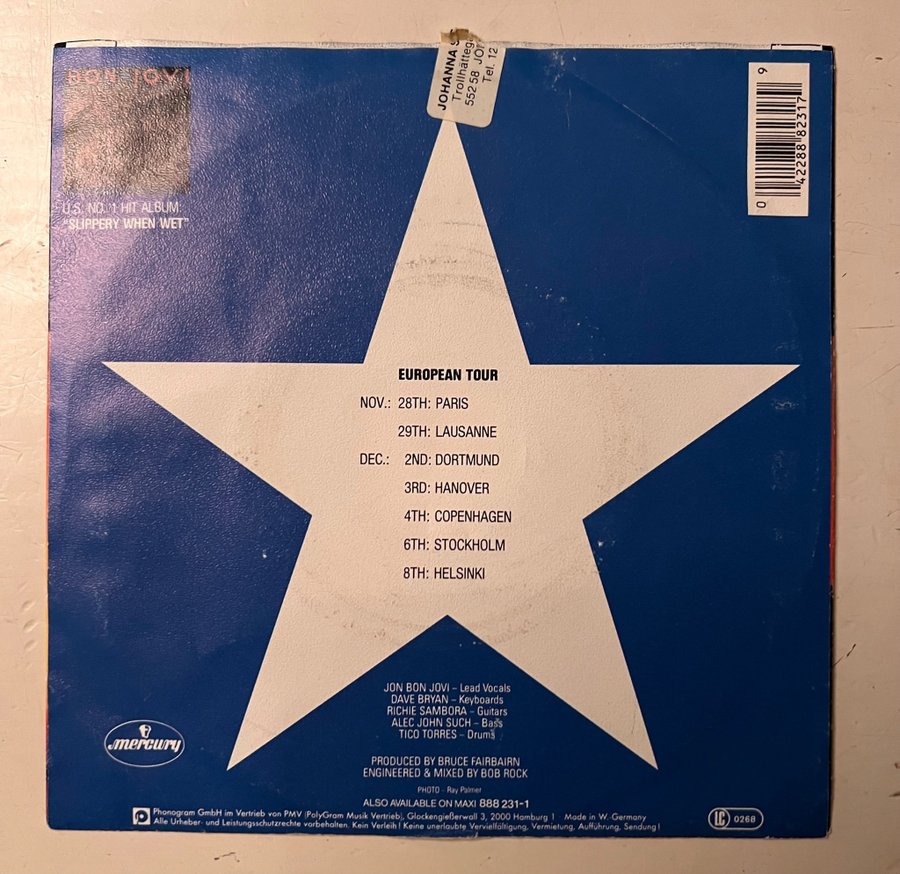 BON JOVI
U.S. NO. 1 HIT ALBUM:
"SLIPPERY WHEN WET"
JOHANNA S
Trollhätteg
552 58 JÖ
Tel. 12
9
42288 82317
0
EUROPEAN TOUR
NOV.: 28TH: PARIS
29TH: LAUSANNE
DEC.: 2ND: DORTMUND
3RD: HANOVER
4TH: COPENHAGEN
6TH: STOCKHOLM
8TH: HELSINKI
JON BON JOVI – Lead Vocals
DAVE BRYAN – Keyboards
RICHIE SAMBORA – Guitars
ALEC JOHN SUCH – Bass
TICO TORRES – Drums
PRODUCED BY BRUCE FAIRBAIRN
ENGINEERED & MIXED BY BOB ROCK
PHOTO – Ray Palmer
ALSO AVAILABLE ON MAXI 888 231-1
mercury
Phonogram GmbH im Vertrieb von PMV (PolyGram Musik Vertrieb), Glockengießerwall 3, 2000 Hamburg 1 Made in W.-Germany
Alle Urheber- und Leistungsschutzrechte vorbehalten. Kein Verleih! Keine unerlaubte Vervielfältigung, Vermietung, Aufführung, Sendung!
LC 0268